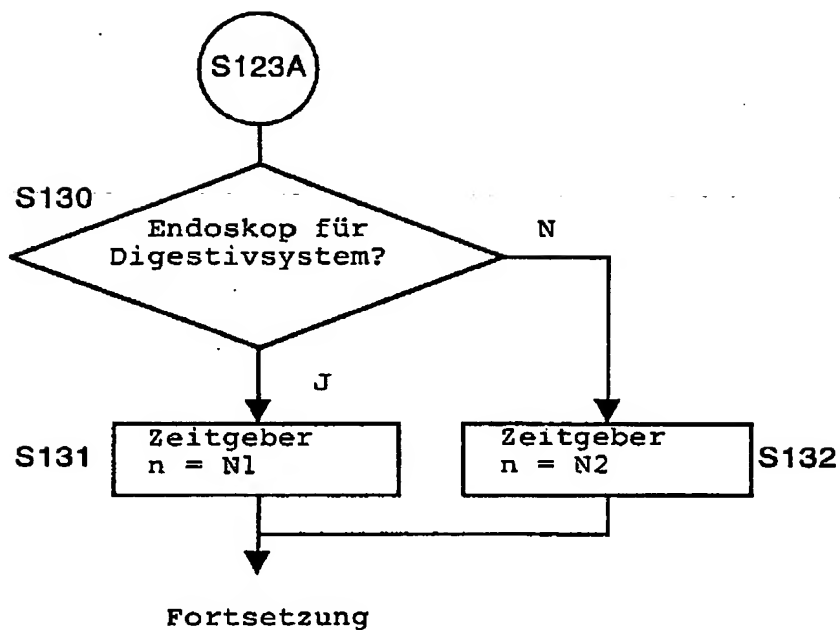 S123A
S130
Endoskop für
Digestivsystem?
N
J
S131
Zeitgeber
n = N1
Zeitgeber
n = N2
S132
Fortsetzung